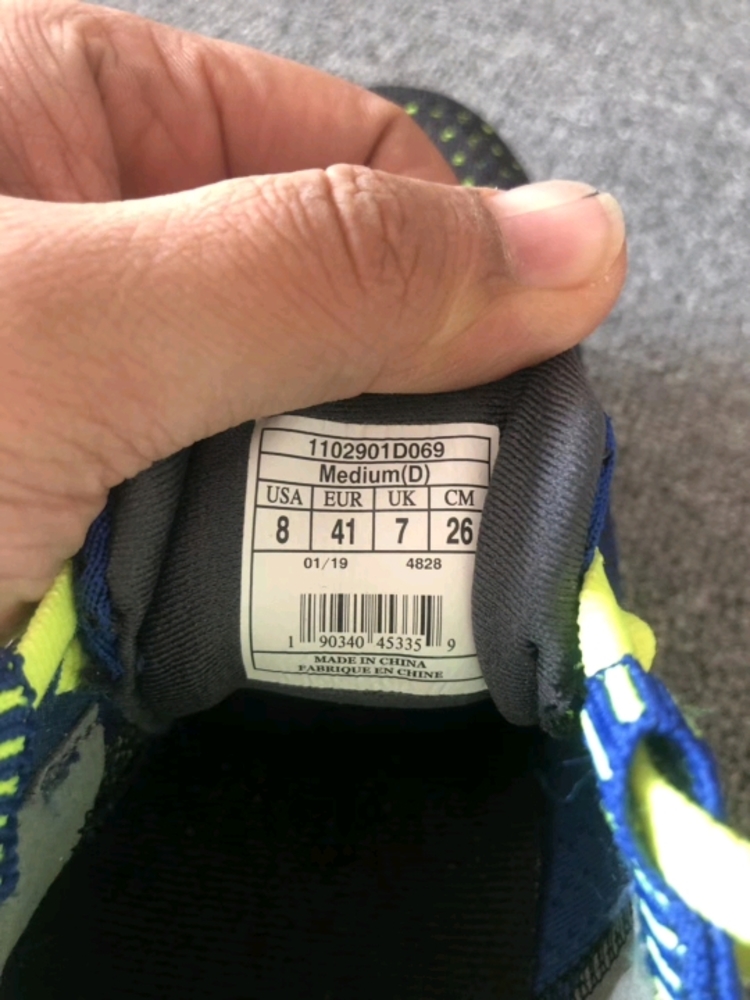 1102901D069
Medium(D)
USA EUR UK CM
8 41 7 26
01/19 4828
1 90340 45335 9
MADE IN CHINA
FABRIQUE EN CHINE